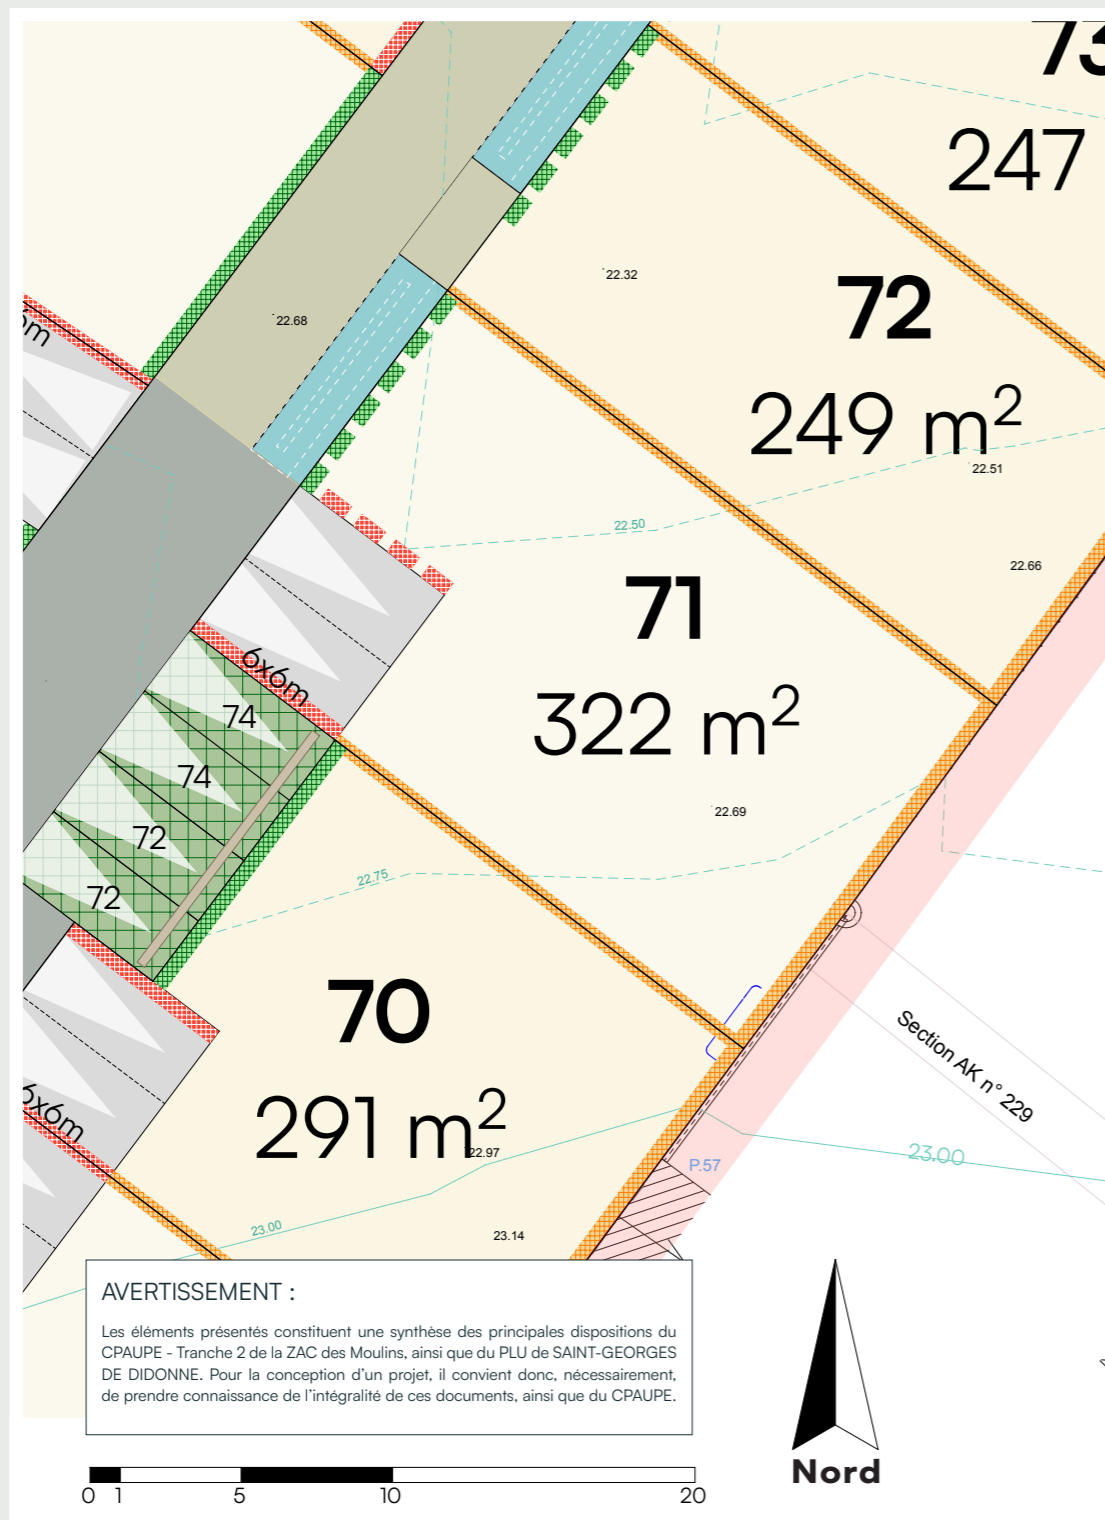 73
247
22.32
72
22.68
6m
249 m²
22.51
22.50
22.66
71
6x6m
322 m²
74
74
22.69
72
22.75
72
70
Section AK n° 229
6x6m
291 m²
22.97
23.00
P.57
23.00
23.14
AVERTISSEMENT :
Les éléments présentés constituent une synthèse des principales dispositions du
CPAUPE - Tranche 2 de la ZAC des Moulins, ainsi que du PLU de SAINT-GEORGES
DE DIDONNE. Pour la conception d'un projet, il convient donc, nécessairement,
de prendre connaissance de l'intégralité de ces documents, ainsi que du CPAUPE.
Nord
0 1 5 10 20